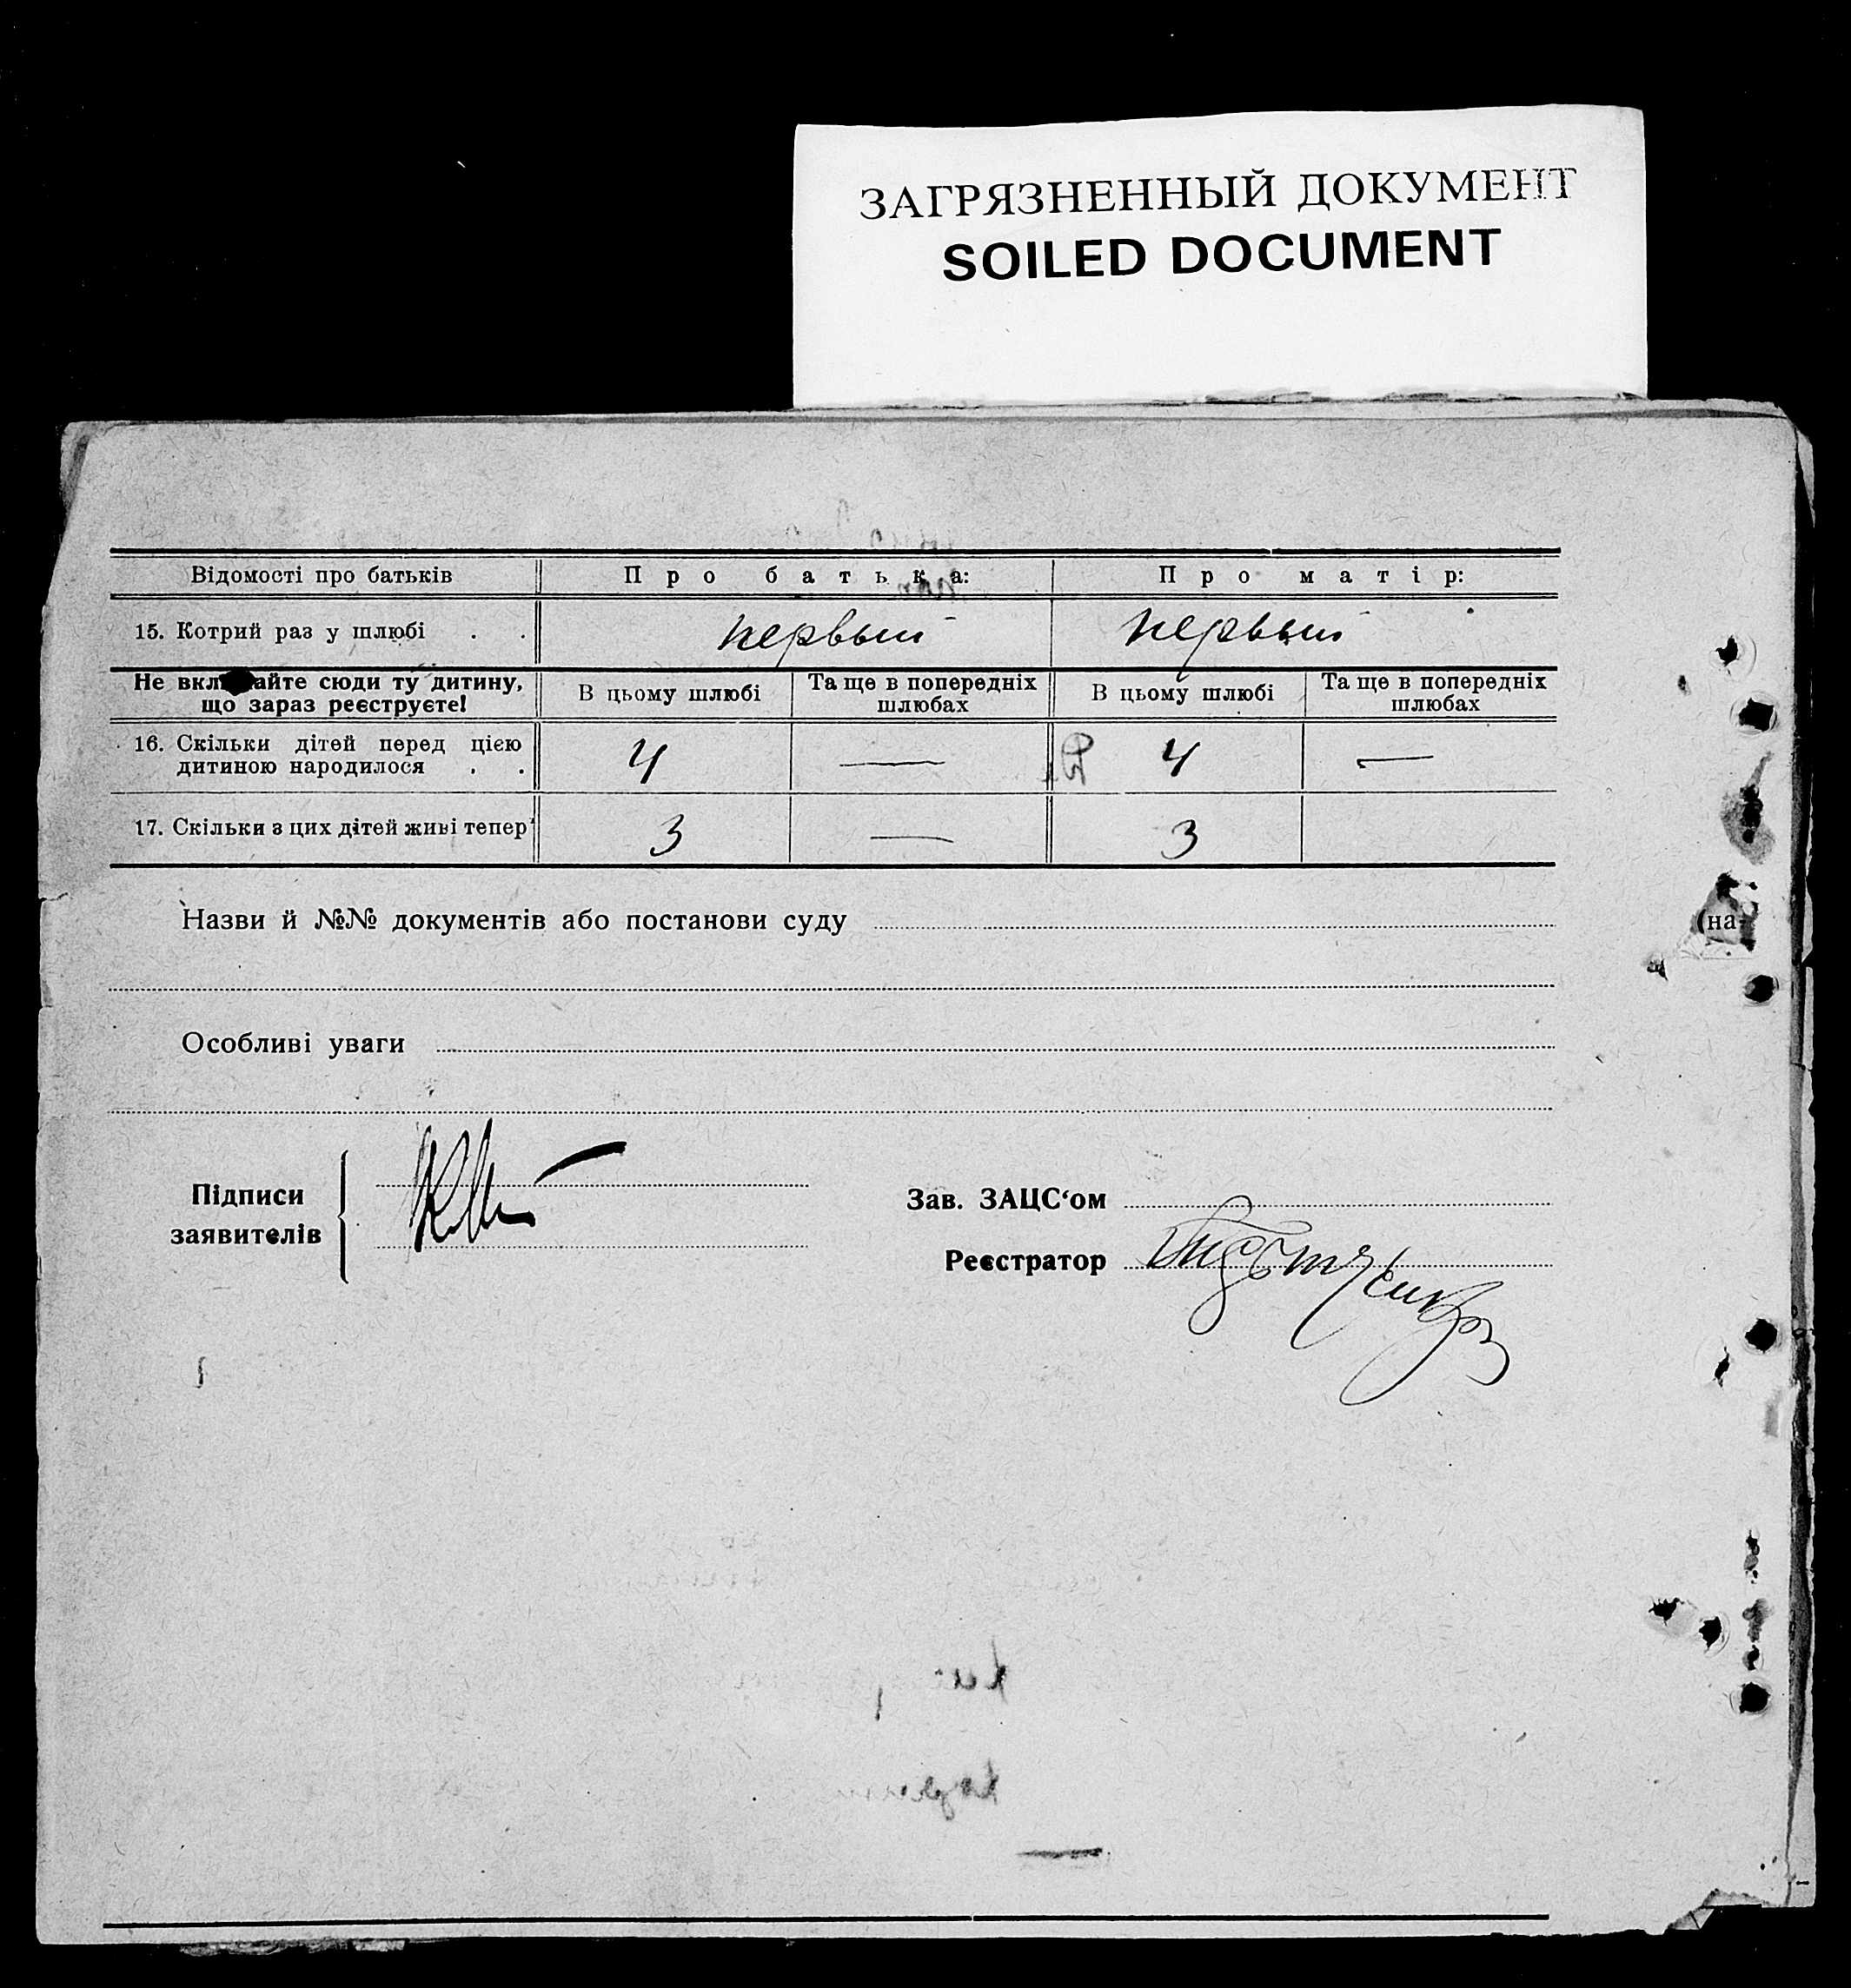 ЗАГРЯЗНЕННЫЙ ДОКУМЕНТ
SOILED DOCUMENT
Відомості про батьків Про батька: Про матір:
15. Котрий раз у шлюбі . . первый первый
Не включайте сюди ту дитину, що зараз реєструєте! В цьому шлюбі Та ще в попередніх шлюбах В цьому шлюбі Та ще в попередніх шлюбах
16. Скільки дітей перед цією
дитиною народилося . . 4 — 4 —
17. Скільки з цих дітей живі тепер 3 — 3
Назви й №№ документів або постанови суду
(на-
Особливі уваги
Підписи
заявителів
Зав. ЗАЦС‘ом
Реєстратор